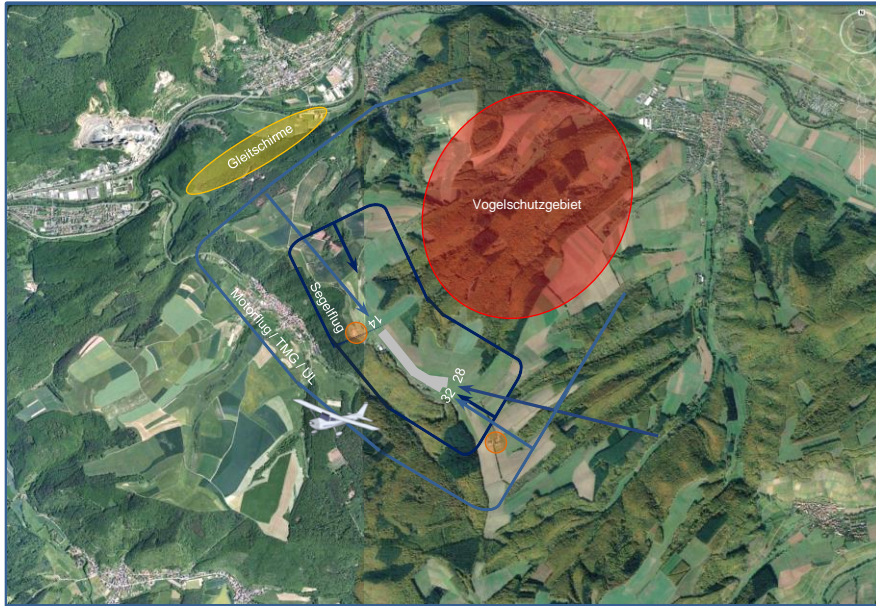 N
Gleitschirme
Vogelschutzgebiet
Segelflug
14
Motorflug / TMG / UL
28
32